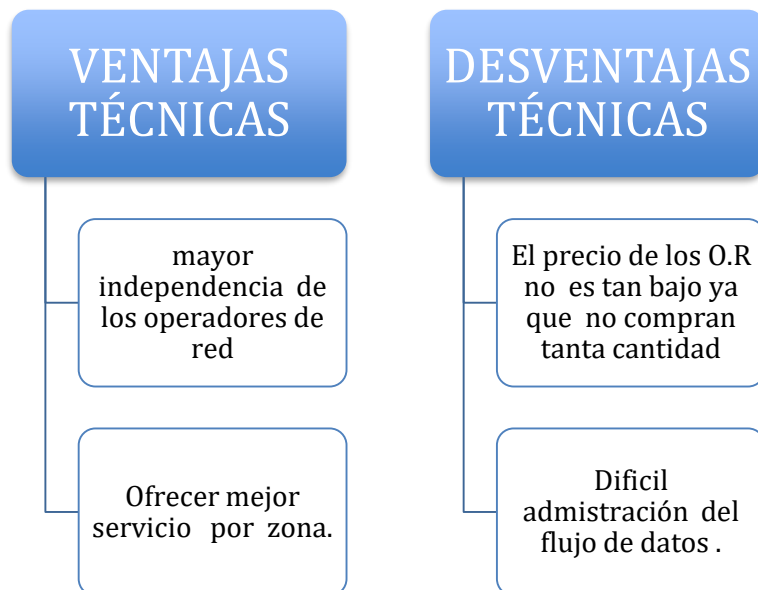 VENTAJAS
TÉCNICAS
mayor
independencia de
los operadores de
red
Ofrecer mejor
servicio por zona.
DESVENTAJAS
TÉCNICAS
El precio de los O.R
no es tan bajo ya
que no compran
tanta cantidad
Dificil
admistración del
flujo de datos .